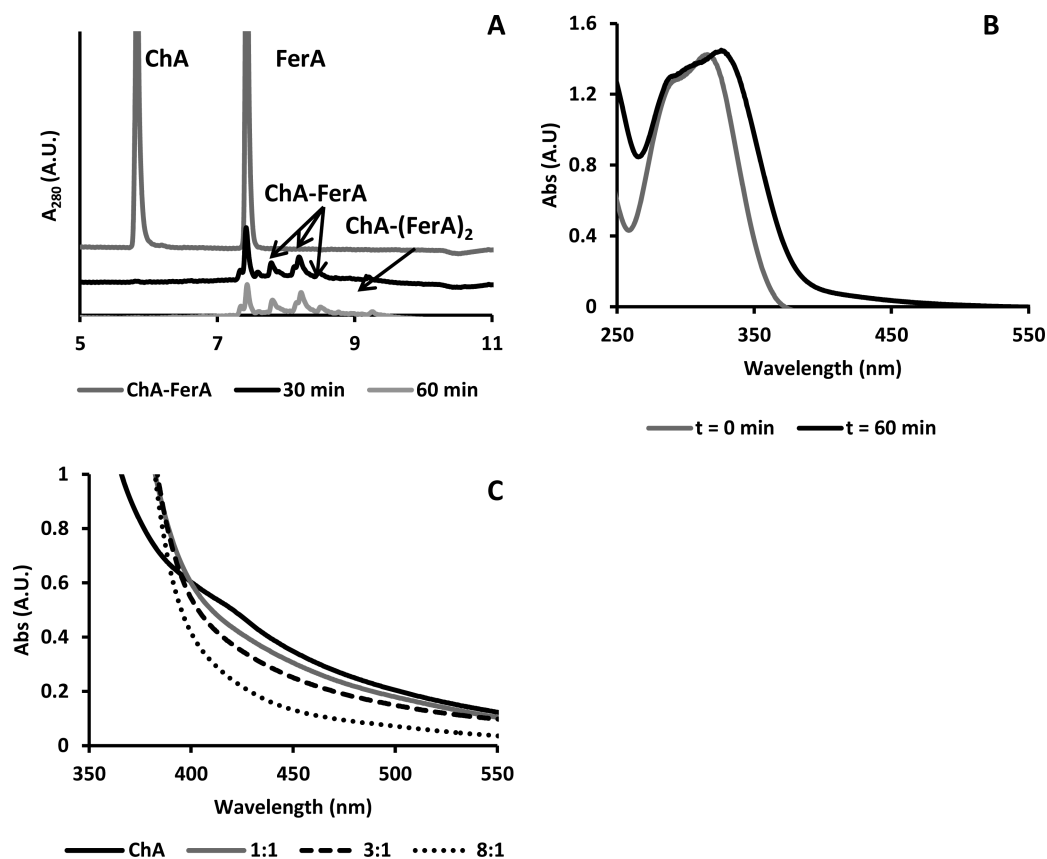 A
ChA
FerA
ChA-FerA
ChA-(FerA)₂
A₂₈₀ (A.U.)
5 7 9 11
ChA-FerA 30 min 60 min
B
1.6
1.2
0.8
0.4
0
Abs (A.U)
250 350 450 550
Wavelength (nm)
t = 0 min t = 60 min
C
1
0.8
0.6
0.4
0.2
0
Abs (A.U.)
350 400 450 500 550
Wavelength (nm)
ChA 1:1 3:1 8:1